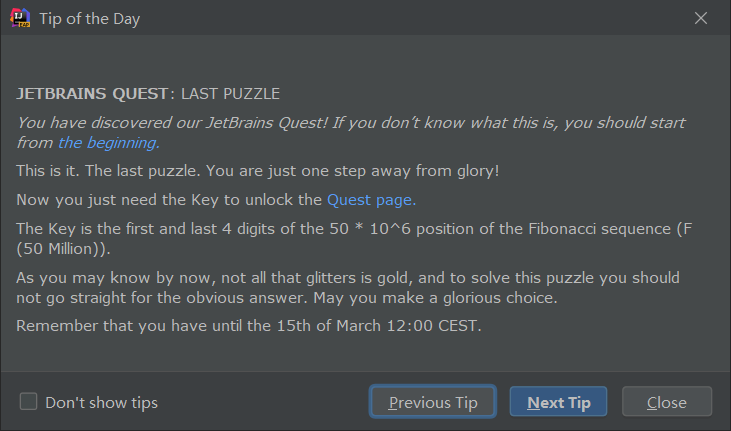 Tip of the Day
JETBRAINS QUEST: LAST PUZZLE
You have discovered our JetBrains Quest! If you don’t know what this is, you should start
from the beginning.
This is it. The last puzzle. You are just one step away from glory!
Now you just need the Key to unlock the Quest page.
The Key is the first and last 4 digits of the 50 * 10^6 position of the Fibonacci sequence (F
(50 Million)).
As you may know by now, not all that glitters is gold, and to solve this puzzle you should
not go straight for the obvious answer. May you make a glorious choice.
Remember that you have until the 15th of March 12:00 CEST.
Don't show tips
Previous Tip
Next Tip
Close